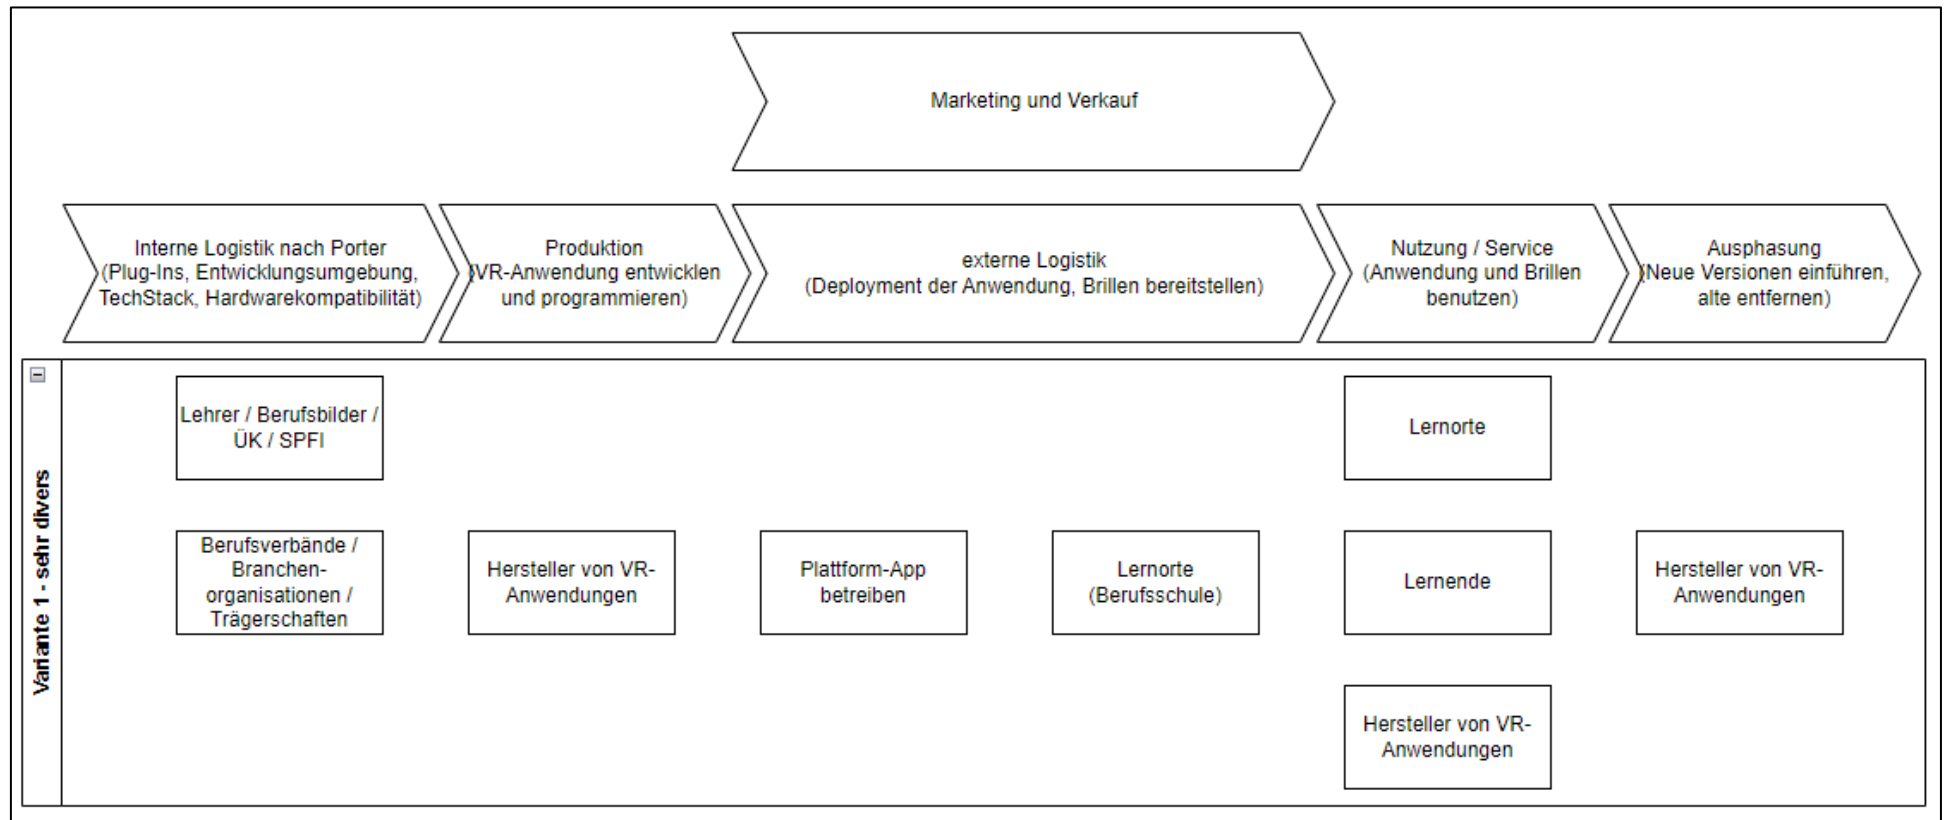 Marketing und Verkauf
Interne Logistik nach Porter
(Plug-Ins, Entwicklungsumgebung,
TechStack, Hardwarekompatibilität)
Produktion
(VR-Anwendung entwicklen
und programmieren)
externe Logistik
(Deployment der Anwendung, Brillen bereitstellen)
Nutzung / Service
(Anwendung und Brillen
benutzen)
Ausphasung
(Neue Versionen einführen,
alte entfernen)
Variante 1 - sehr divers
Lehrer / Berufsbilder /
ÜK / SPFI
Lernorte
Berufsverbände /
Branchen-
organisationen /
Trägerschaften
Hersteller von VR-
Anwendungen
Plattform-App
betreiben
Lernorte
(Berufsschule)
Lernende
Hersteller von VR-
Anwendungen
Hersteller von VR-
Anwendungen